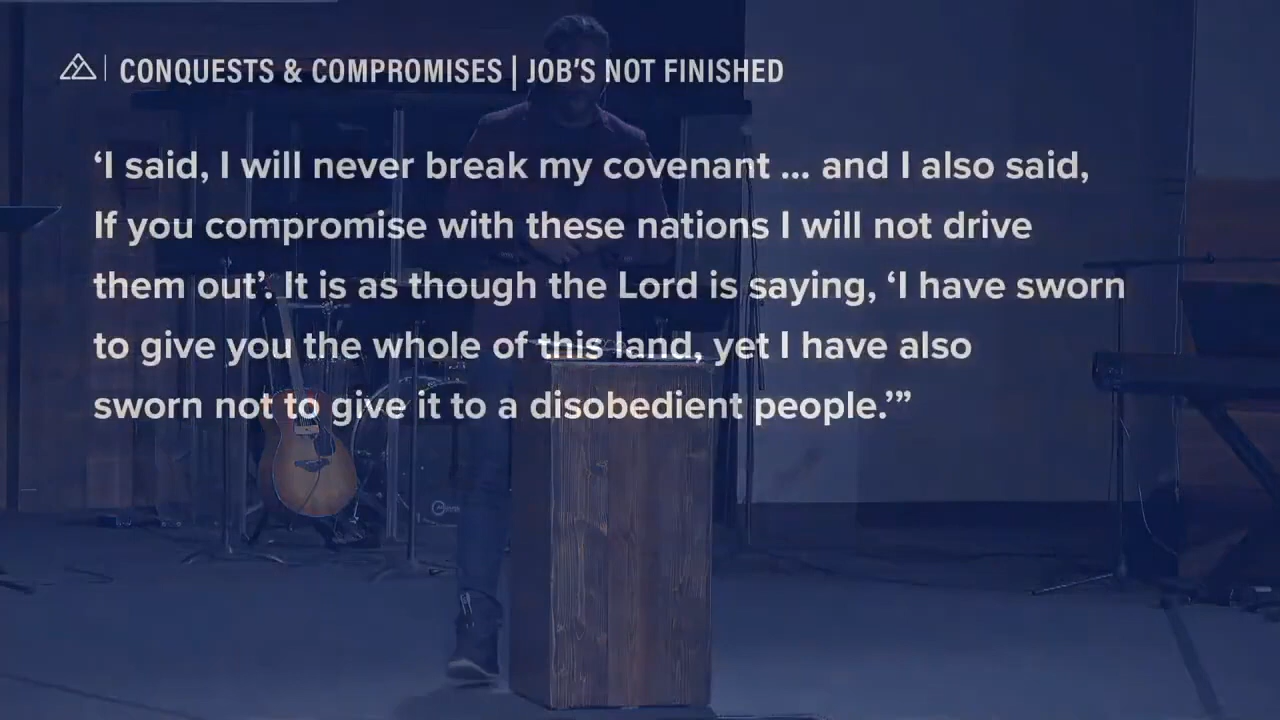 CONQUESTS & COMPROMISES | JOB'S NOT FINISHED
‘I said, I will never break my covenant ... and I also said,
If you compromise with these nations I will not drive
them out’. It is as though the Lord is saying, ‘I have sworn
to give you the whole of this land, yet I have also
sworn not to give it to a disobedient people.’”